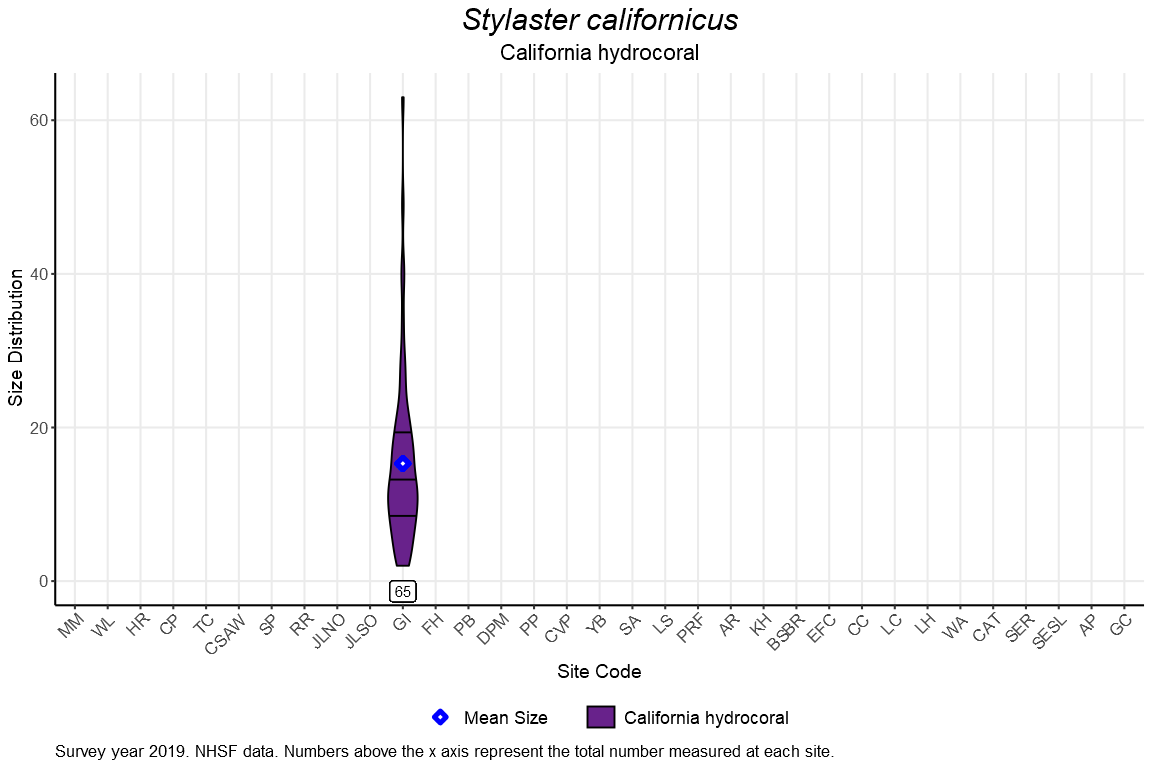 Stylaster californicus
California hydrocoral
Size Distribution
60
40
20
0
65
MM WL HR CP TC CSAW SP RR JLNO JLSO GI FH PB DPM PP CVP YB SA LS PRF AR KH BSBR EFC CC LC LH WA CAT SER SESL AP GC
Site Code
Mean Size California hydrocoral
Survey year 2019. NHSF data. Numbers above the x axis represent the total number measured at each site.